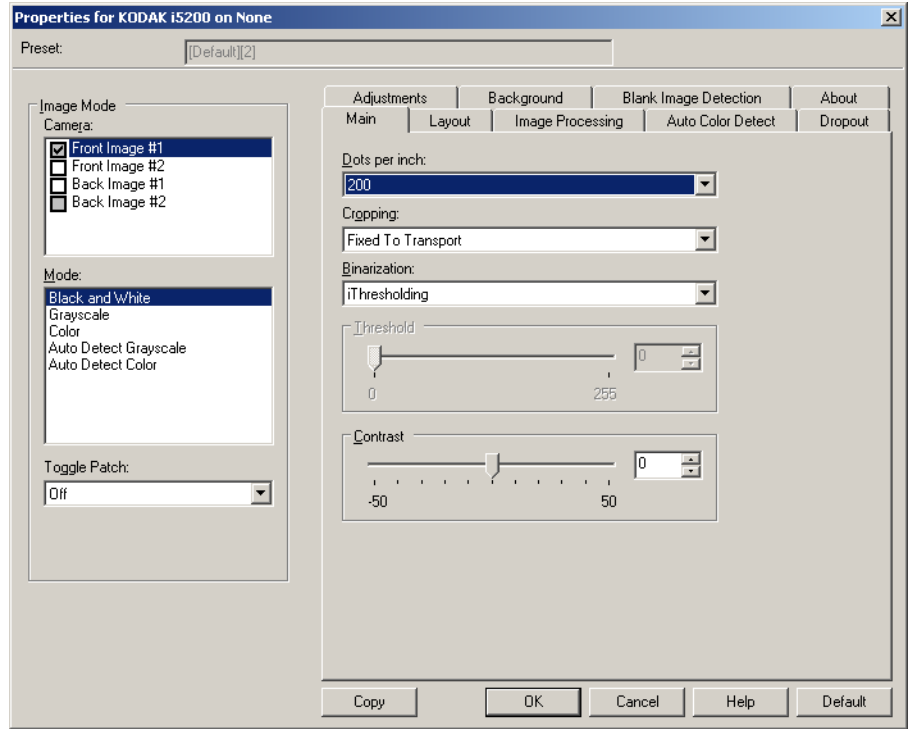 Properties for KODAK i5200 on None
Preset:
[Default][2]
Image Mode
Camera:
Front Image #1
Front Image #2
Back Image #1
Back Image #2
Mode:
Black and White
Grayscale
Color
Auto Detect Grayscale
Auto Detect Color
Toggle Patch:
Off
Adjustments Background Blank Image Detection About
Main Layout Image Processing Auto Color Detect Dropout
Dots per inch:
200
Cropping:
Fixed To Transport
Binarization:
iThresholding
Threshold
0
0 255
Contrast
0
-50 50
Copy OK Cancel Help Default